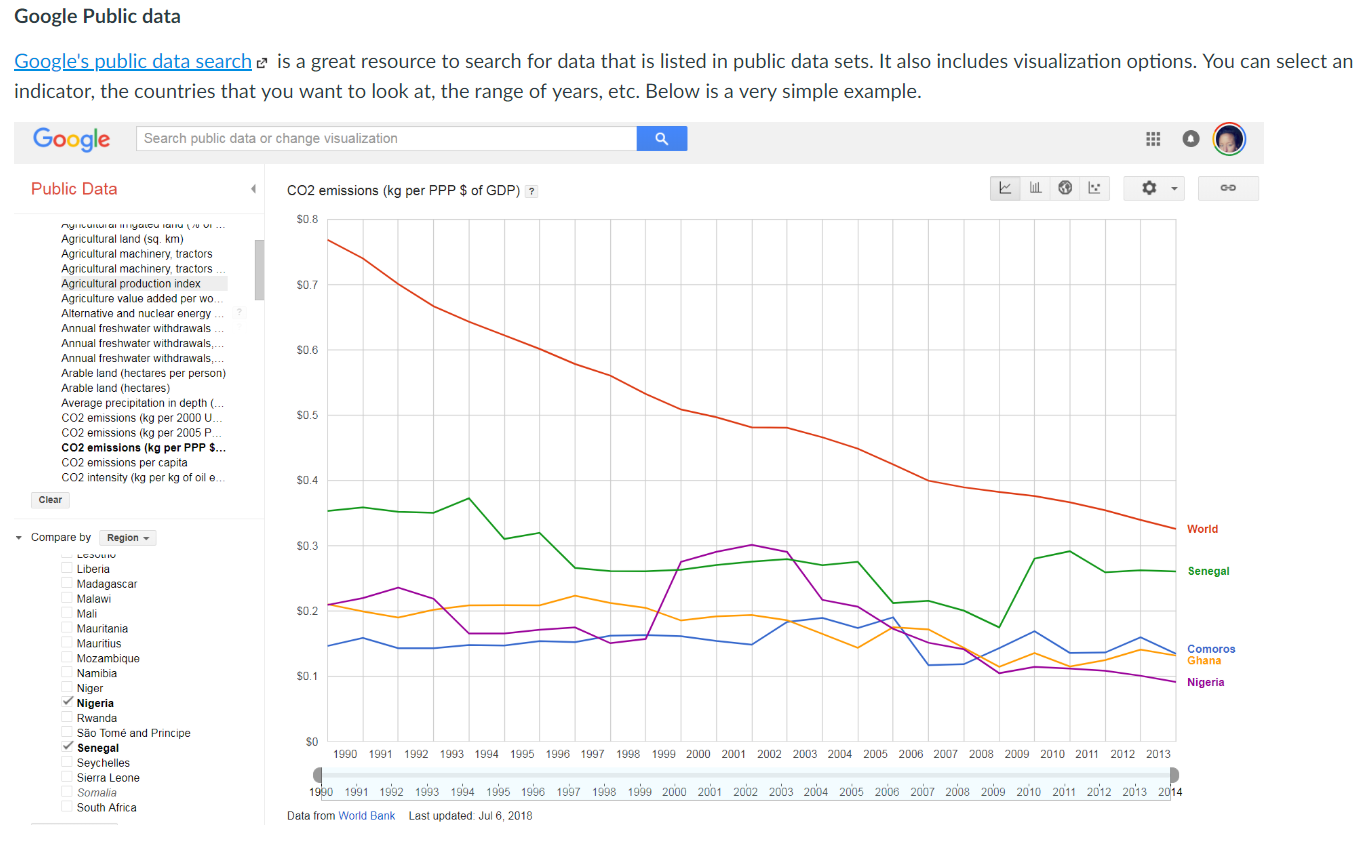 Google Public data
Google's public data search is a great resource to search for data that is listed in public data sets. It also includes visualization options. You can select an
indicator, the countries that you want to look at, the range of years, etc. Below is a very simple example.
Google
Search public data or change visualization
Public Data
Agricultural irrigated land (% of ...
Agricultural land (sq. km)
Agricultural machinery, tractors
Agricultural machinery, tractors ...
Agricultural production index
Agriculture value added per wo...
Alternative and nuclear energy ...
?
Annual freshwater withdrawals ...
Annual freshwater withdrawals,...
Annual freshwater withdrawals,...
Arable land (hectares per person)
Arable land (hectares)
Average precipitation in depth (...
CO2 emissions (kg per 2000 U...
CO2 emissions (kg per 2005 P...
CO2 emissions (kg per PPP $...
CO2 emissions per capita
CO2 intensity (kg per kg of oil e...
Clear
Compare by Region
Lesotho
Liberia
Madagascar
Malawi
Mali
Mauritania
Mauritius
Mozambique
Namibia
Niger
Nigeria
Rwanda
São Tomé and Principe
Senegal
Seychelles
Sierra Leone
Somalia
South Africa
CO2 emissions (kg per PPP $ of GDP) ?
$0.8
$0.7
$0.6
$0.5
$0.4
$0.3
$0.2
$0.1
$0
World
Senegal
Comoros
Ghana
Nigeria
1990 1991 1992 1993 1994 1995 1996 1997 1998 1999 2000 2001 2002 2003 2004 2005 2006 2007 2008 2009 2010 2011 2012 2013
1990 1991 1992 1993 1994 1995 1996 1997 1998 1999 2000 2001 2002 2003 2004 2005 2006 2007 2008 2009 2010 2011 2012 2013 2014
Data from World Bank Last updated: Jul 6, 2018